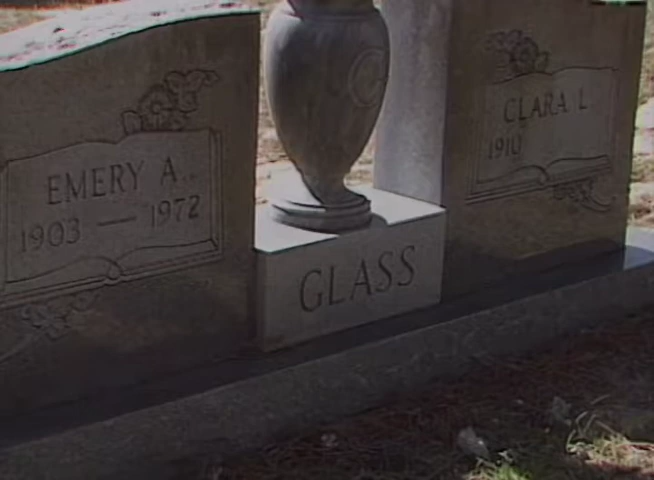 EMERY A.
1903 — 1972
G
GLASS
CLARA L
1910